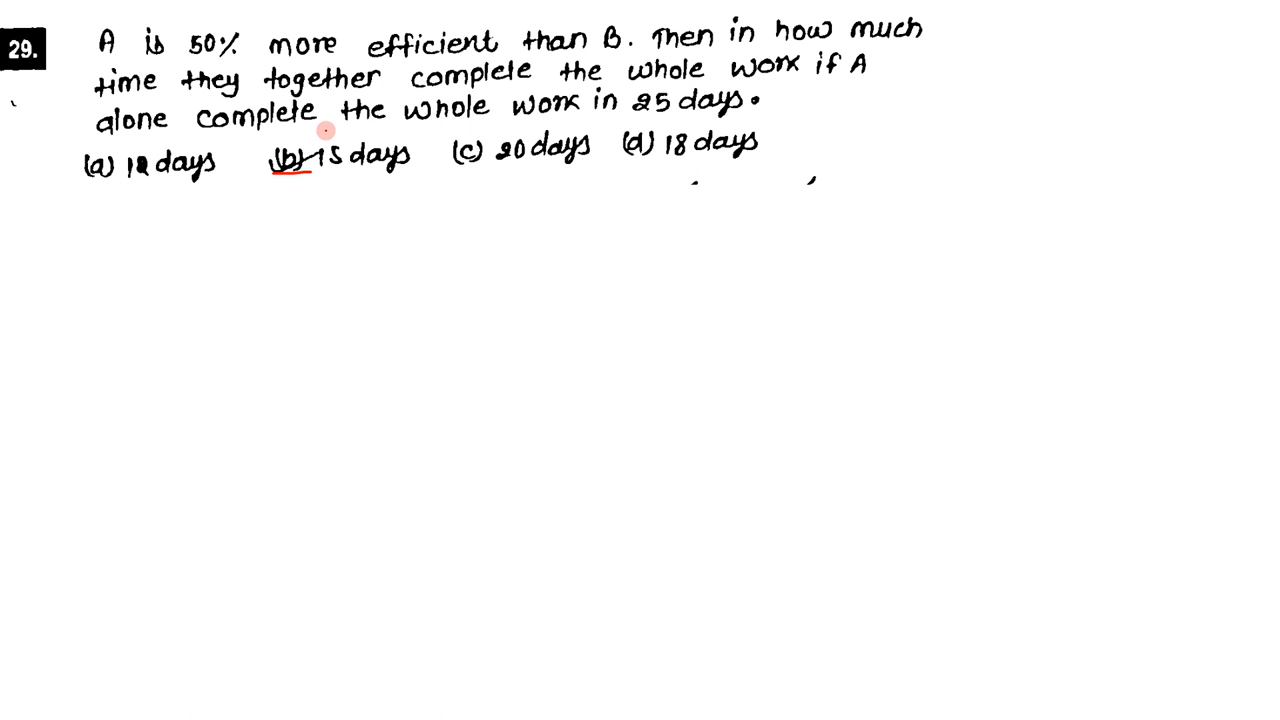 29. A is 50% more efficient than B. Then in how much
time they together complete the whole work if A
alone complete the whole work in 25 days.
(a) 12 days (b) 15 days (c) 20 days (d) 18 days